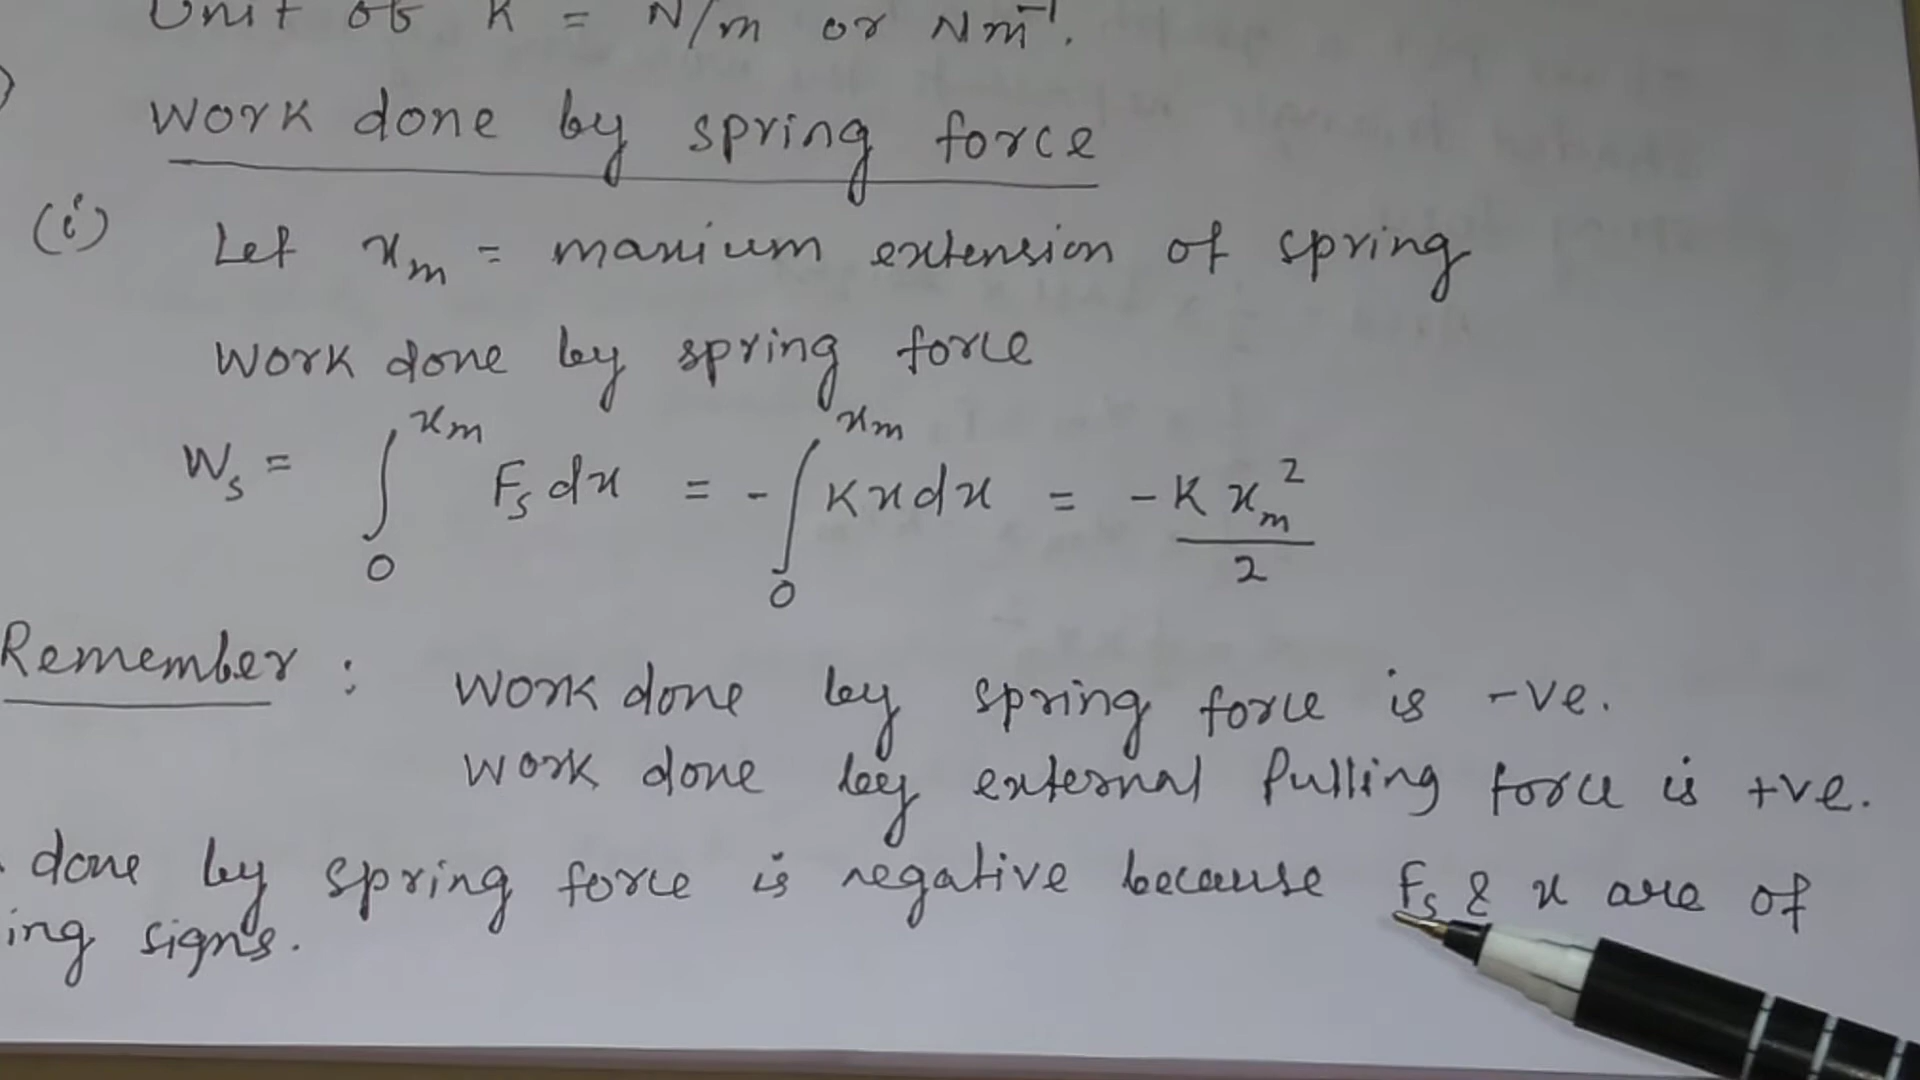 Unit of K = N/m or Nm⁻¹.
Work done by spring force
(i) Let xm = maxium extension of spring
Work done by spring force
Ws = ∫₀^xm Fs dx = -∫₀^xm Kx dx = -K xm²/2
Remember : Work done by spring force is -ve.
Work done by external Pulling force is +ve.
done by spring force is negative because Fs & x are of
ing signs.